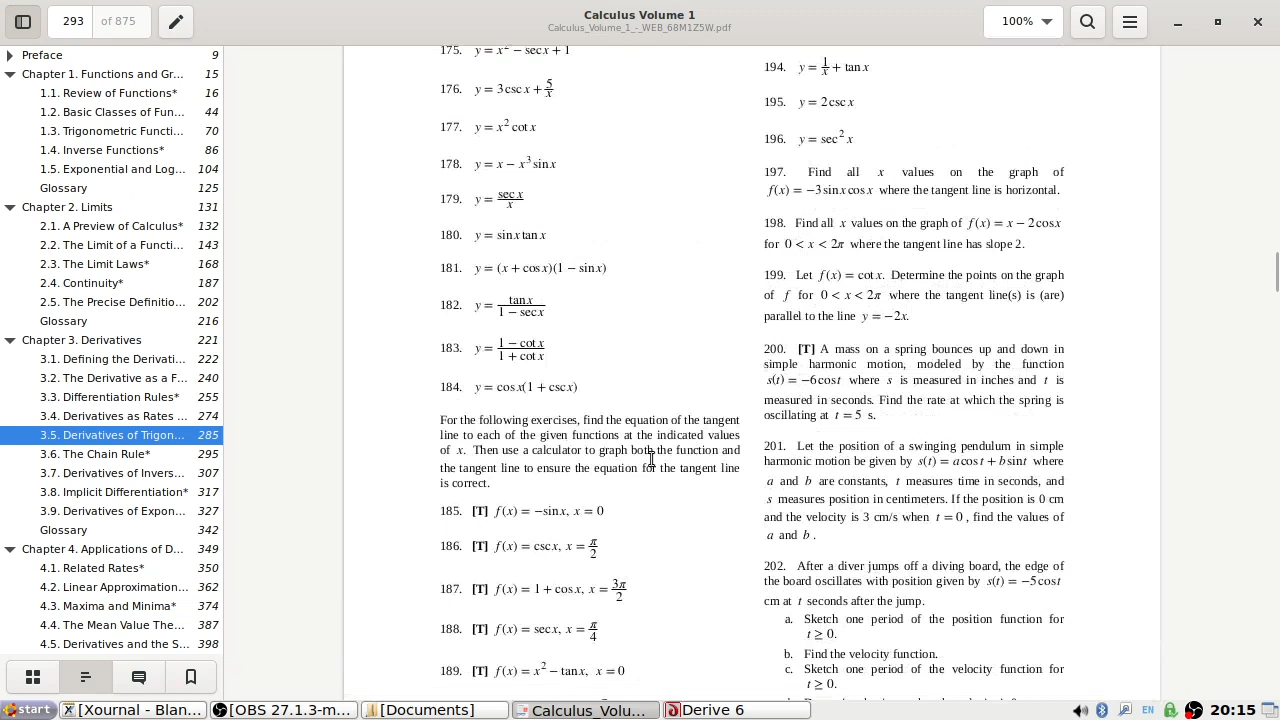 293 of 875
Calculus Volume 1
Calculus_Volume_1_-_WEB_68M1Z5W.pdf
100%
Preface 9
Chapter 1. Functions and Gr... 15
1.1. Review of Functions* 16
1.2. Basic Classes of Fun... 44
1.3. Trigonometric Functi... 70
1.4. Inverse Functions* 86
1.5. Exponential and Log... 104
Glossary 125
Chapter 2. Limits 131
2.1. A Preview of Calculus* 132
2.2. The Limit of a Functi... 143
2.3. The Limit Laws* 168
2.4. Continuity* 187
2.5. The Precise Definitio... 202
Glossary 216
Chapter 3. Derivatives 221
3.1. Defining the Derivati... 222
3.2. The Derivative as a F... 240
3.3. Differentiation Rules* 255
3.4. Derivatives as Rates ... 274
3.5. Derivatives of Trigon... 285
3.6. The Chain Rule* 295
3.7. Derivatives of Invers... 307
3.8. Implicit Differentiation* 317
3.9. Derivatives of Expon... 327
Glossary 342
Chapter 4. Applications of D... 349
4.1. Related Rates* 350
4.2. Linear Approximation... 362
4.3. Maxima and Minima* 374
4.4. The Mean Value The... 387
4.5. Derivatives and the S... 398
175. y = x² − sec x + 1
176. y = 3 csc x + 5/x
177. y = x² cot x
178. y = x − x³ sin x
179. y = sec x / x
180. y = sin x tan x
181. y = (x + cos x)(1 − sin x)
182. y = tan x / (1 − sec x)
183. y = (1 − cot x) / (1 + cot x)
184. y = cos x(1 + csc x)
For the following exercises, find the equation of the tangent
line to each of the given functions at the indicated values
of x. Then use a calculator to graph both the function and
the tangent line to ensure the equation for the tangent line
is correct.
185. [T] f(x) = −sin x, x = 0
186. [T] f(x) = csc x, x = π/2
187. [T] f(x) = 1 + cos x, x = 3π/2
188. [T] f(x) = sec x, x = π/4
189. [T] f(x) = x² − tan x, x = 0
194. y = 1/x + tan x
195. y = 2 csc x
196. y = sec² x
197. Find all x values on the graph of
f(x) = −3 sin x cos x where the tangent line is horizontal.
198. Find all x values on the graph of f(x) = x − 2 cos x
for 0 < x < 2π where the tangent line has slope 2.
199. Let f(x) = cot x. Determine the points on the graph
of f for 0 < x < 2π where the tangent line(s) is (are)
parallel to the line y = −2x.
200. [T] A mass on a spring bounces up and down in
simple harmonic motion, modeled by the function
s(t) = −6 cos t where s is measured in inches and t is
measured in seconds. Find the rate at which the spring is
oscillating at t = 5 s.
201. Let the position of a swinging pendulum in simple
harmonic motion be given by s(t) = a cos t + b sin t where
a and b are constants, t measures time in seconds, and
s measures position in centimeters. If the position is 0 cm
and the velocity is 3 cm/s when t = 0, find the values of
a and b.
202. After a diver jumps off a diving board, the edge of
the board oscillates with position given by s(t) = −5 cos t
cm at t seconds after the jump.
a. Sketch one period of the position function for
t ≥ 0.
b. Find the velocity function.
c. Sketch one period of the velocity function for
t ≥ 0.
start
[Xournal - Blan...
[OBS 27.1.3-m...
[Documents]
Calculus_Volu...
Derive 6
EN
20:15